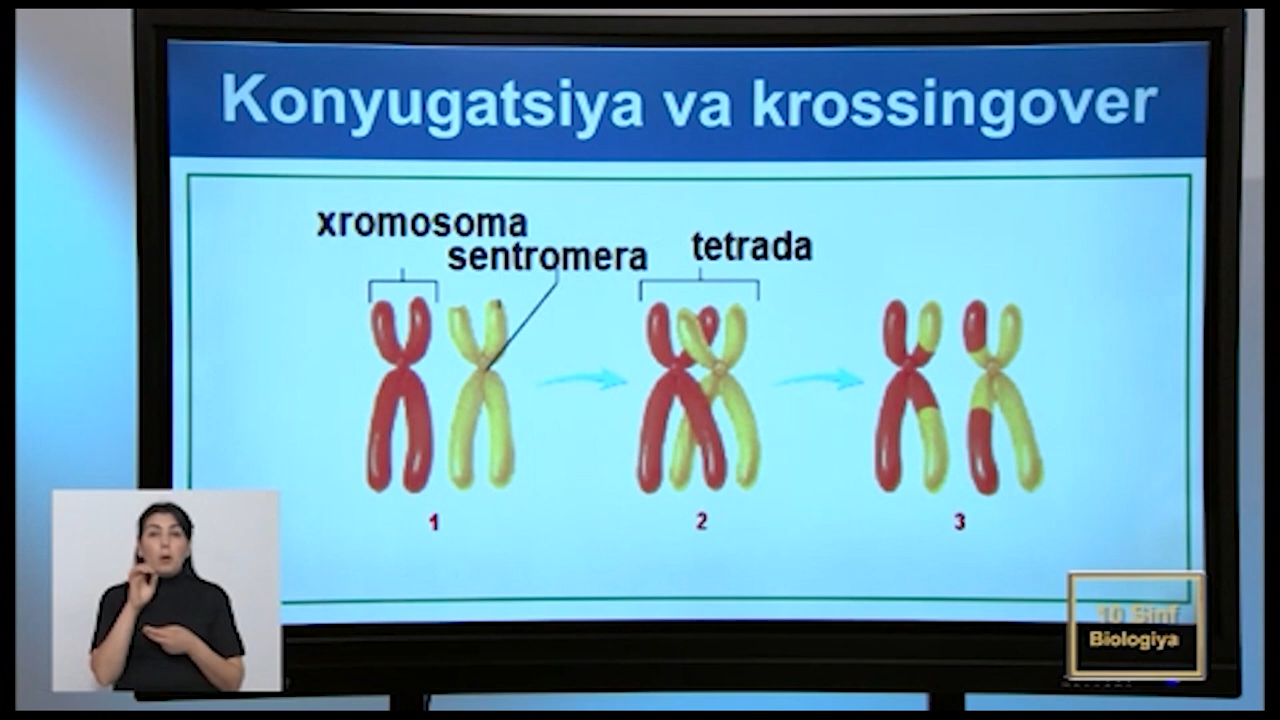 Konyugatsiya va krossingover
xromosoma
sentromera
tetrada
1
2
3
10 Sinf
Biologiya